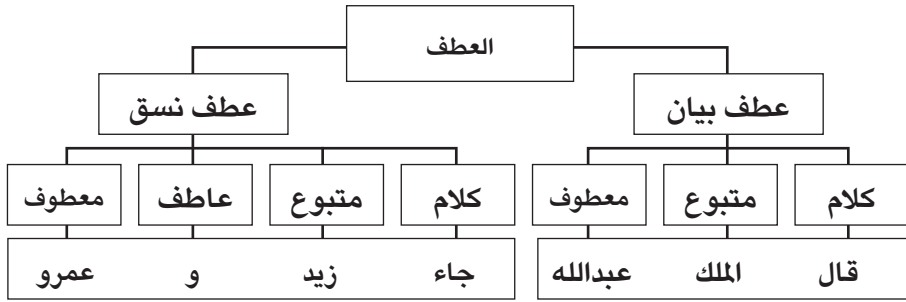 العطف
عطف بيان عطف نسق
كلام متبوع معطوف كلام متبوع عاطف معطوف
قال الملك عبدالله جاء زيد و عمرو